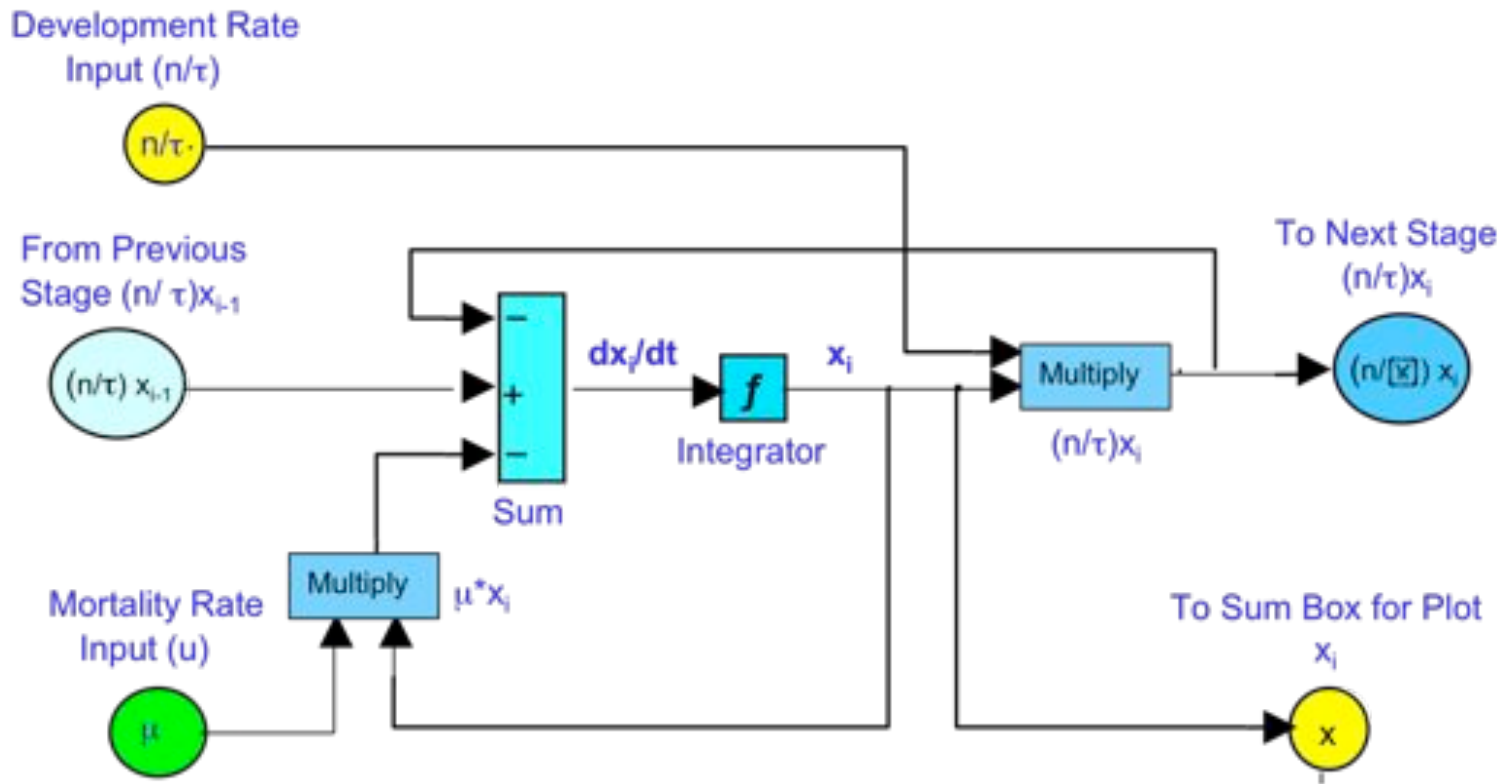 Development Rate
Input (n/τ)
n/τ
From Previous
Stage (n/ τ)xi-1
(n/τ) xi-1
To Next Stage
(n/τ)xi
(n/[x]) xi
−
+
−
Sum
dxi/dt
f
Integrator
xi
Multiply
(n/τ)xi
Multiply
μ*xi
Mortality Rate
Input (u)
μ
To Sum Box for Plot
xi
x